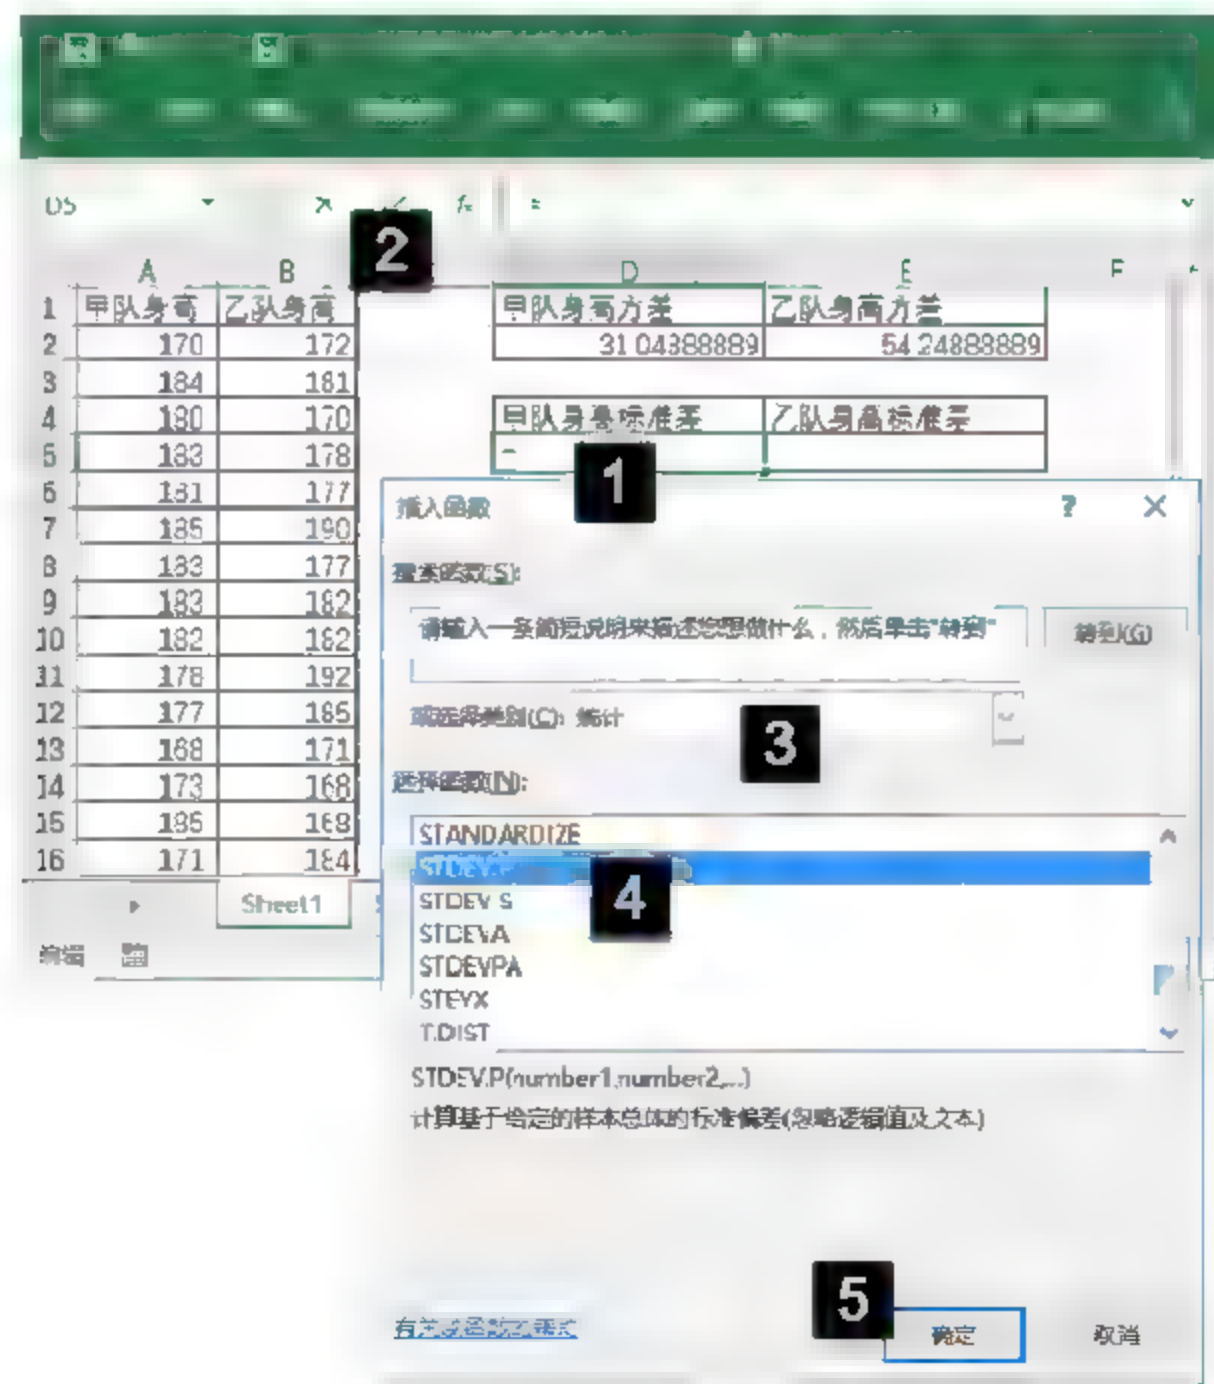 D5 fx =
2
A B D E F
1 甲队身高 乙队身高 甲队身高方差 乙队身高方差
2 170 172 31.04888889 54.24888889
3 184 181
4 180 170 甲队身高标准差 乙队身高标准差
5 183 178 =
1
6 181 177
7 185 190
8 183 177
9 183 182
10 182 182
11 178 192
12 177 185
13 168 171
14 173 168
15 185 168
16 171 184
Sheet1
编辑
插入函数 ? ×
搜索函数(S):
请输入一条简短说明来描述您想做什么，然后单击"转到" 转到(G)
或选择类别(C): 统计
3
选择函数(N):
STANDARDIZE
STDEV.P
4
STDEV.S
STDEVA
STDEVPA
STEYX
T.DIST
STDEV.P(number1,number2,...)
计算基于给定的样本总体的标准偏差(忽略逻辑值及文本)
5
有关该函数的帮助 确定 取消